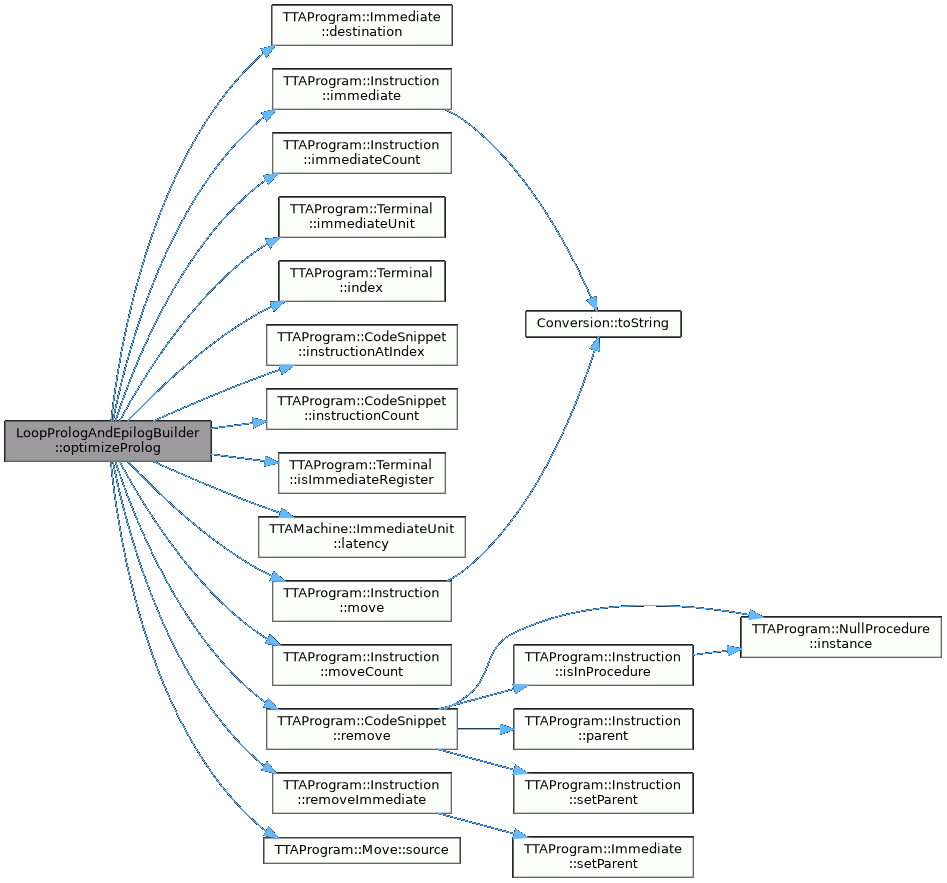 TTAProgram::Immediate
::destination
TTAProgram::Instruction
::immediate
TTAProgram::Instruction
::immediateCount
TTAProgram::Terminal
::immediateUnit
TTAProgram::Terminal
::index
Conversion::toString
TTAProgram::CodeSnippet
::instructionAtIndex
TTAProgram::CodeSnippet
::instructionCount
LoopPrologAndEpilogBuilder
::optimizeProlog
TTAProgram::Terminal
::isImmediateRegister
TTAMachine::ImmediateUnit
::latency
TTAProgram::Instruction
::move
TTAProgram::NullProcedure
::instance
TTAProgram::Instruction
::moveCount
TTAProgram::Instruction
::isInProcedure
TTAProgram::CodeSnippet
::remove
TTAProgram::Instruction
::parent
TTAProgram::Instruction
::removeImmediate
TTAProgram::Instruction
::setParent
TTAProgram::Move::source
TTAProgram::Immediate
::setParent